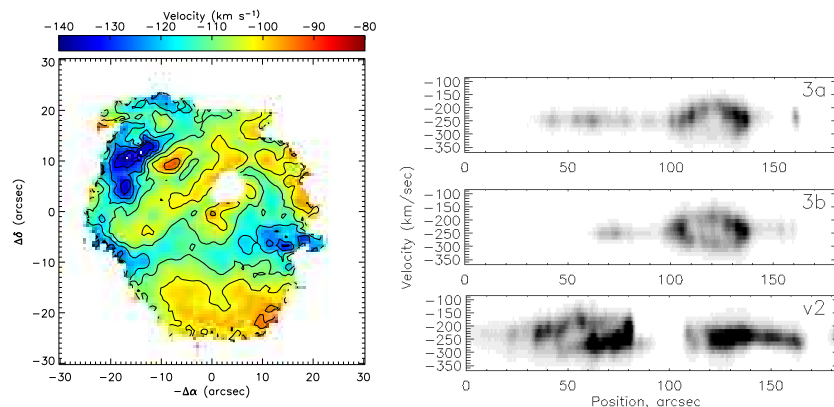 Velocity (km s⁻¹)
−140 −130 −120 −110 −100 −90 −80
30
20
10
0
−10
−20
−30
Δδ (arcsec)
−30 −20 −10 0 10 20 30
−Δα (arcsec)
3a
−100
−150
−200
−250
−300
−350
0 50 100 150
3b
−100
−150
−200
−250
−300
−350
0 50 100 150
v2
−100
−150
−200
−250
−300
−350
0 50 100 150
Velocity (km/sec)
Position, arcsec